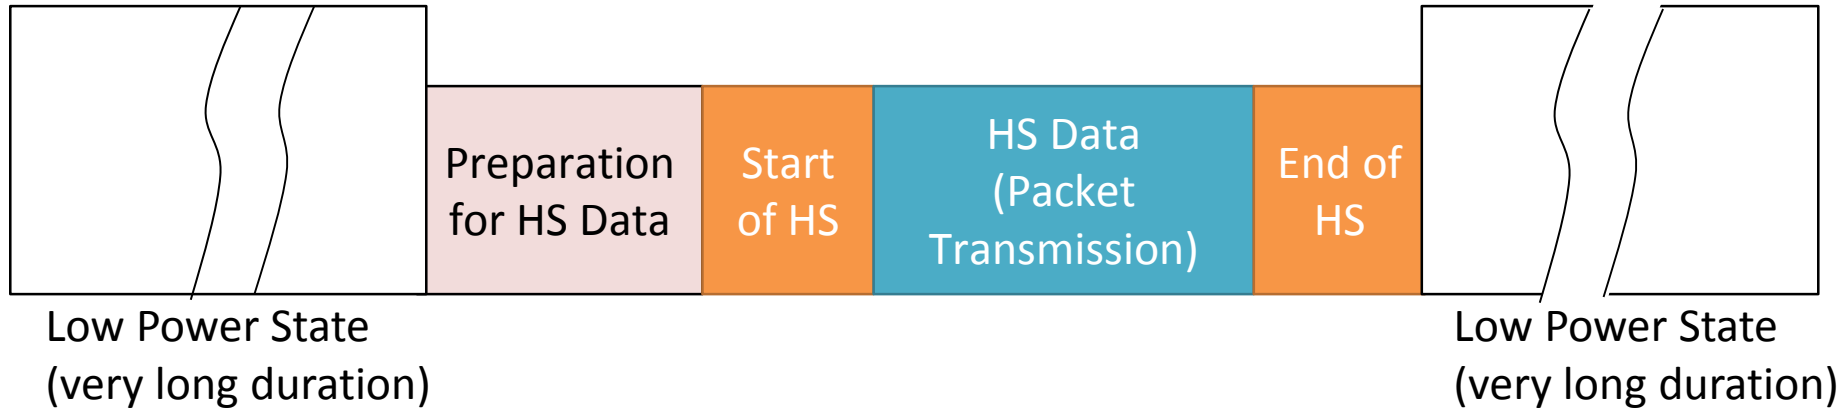 Preparation
for HS Data
Start
of HS
HS Data
(Packet
Transmission)
End of
HS
Low Power State
(very long duration)
Low Power State
(very long duration)